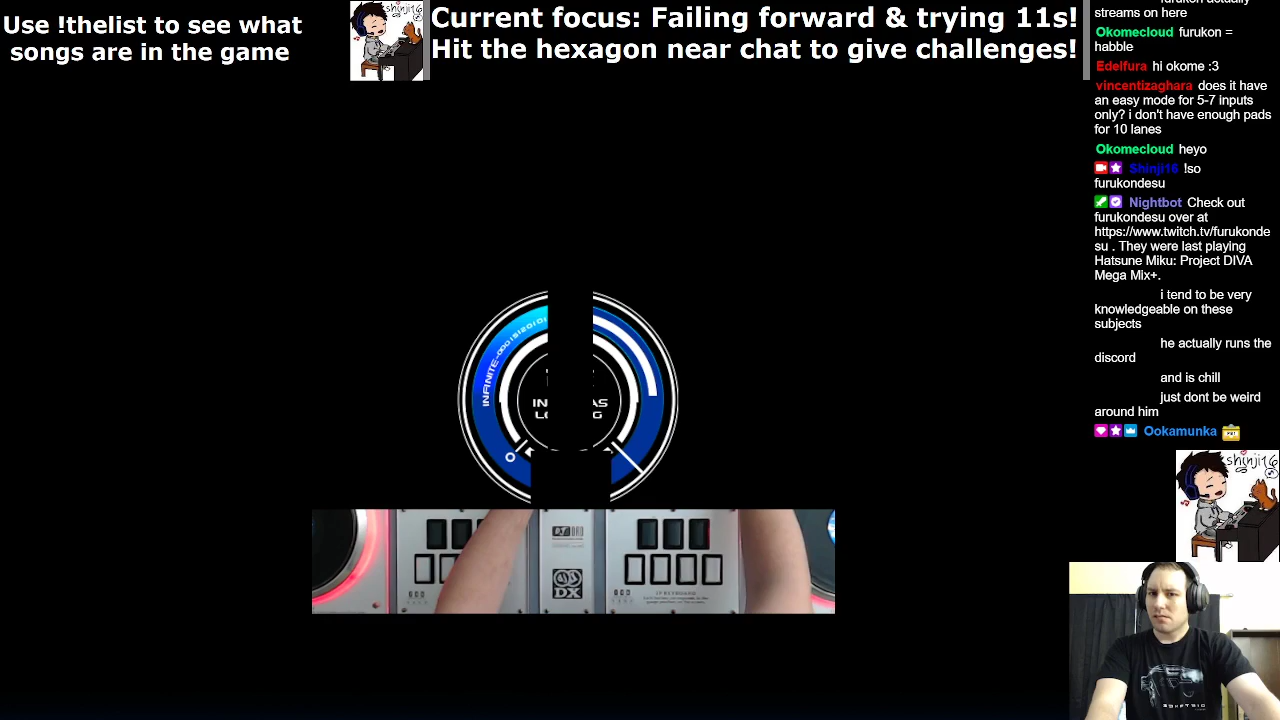 Use !thelist to see what
songs are in the game
shinji16
Current focus: Failing forward & trying 11s!
Hit the hexagon near chat to give challenges!
furukon actually
streams on here
Okomecloud furukon =
habble
Edelfura hi okome :3
vincentizaghara does it have
an easy mode for 5-7 inputs
only? i don't have enough pads
for 10 lanes
Okomecloud heyo
Shinji16 !so
furukondesu
Nightbot Check out
furukondesu over at
https://www.twitch.tv/furukonde
su . They were last playing
Hatsune Miku: Project DIVA
Mega Mix+.
i tend to be very
knowledgeable on these
subjects
he actually runs the
discord
and is chill
just dont be weird
around him
Ookamunka
shinji16
DX